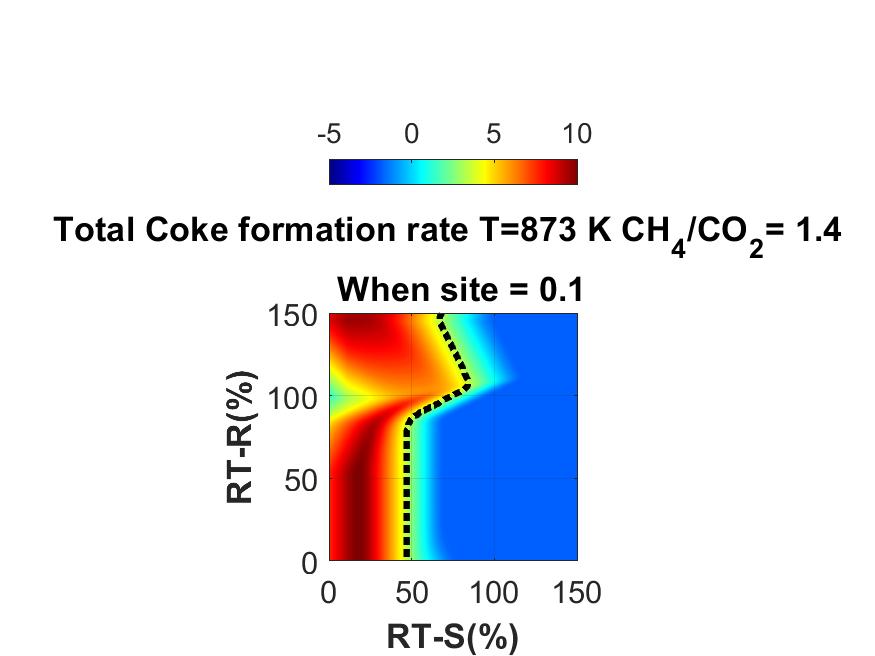 -5 0 5 10
Total Coke formation rate T=873 K CH₄/CO₂= 1.4
When site = 0.1
150
100
50
0
RT-R(%)
0 50 100 150
RT-S(%)